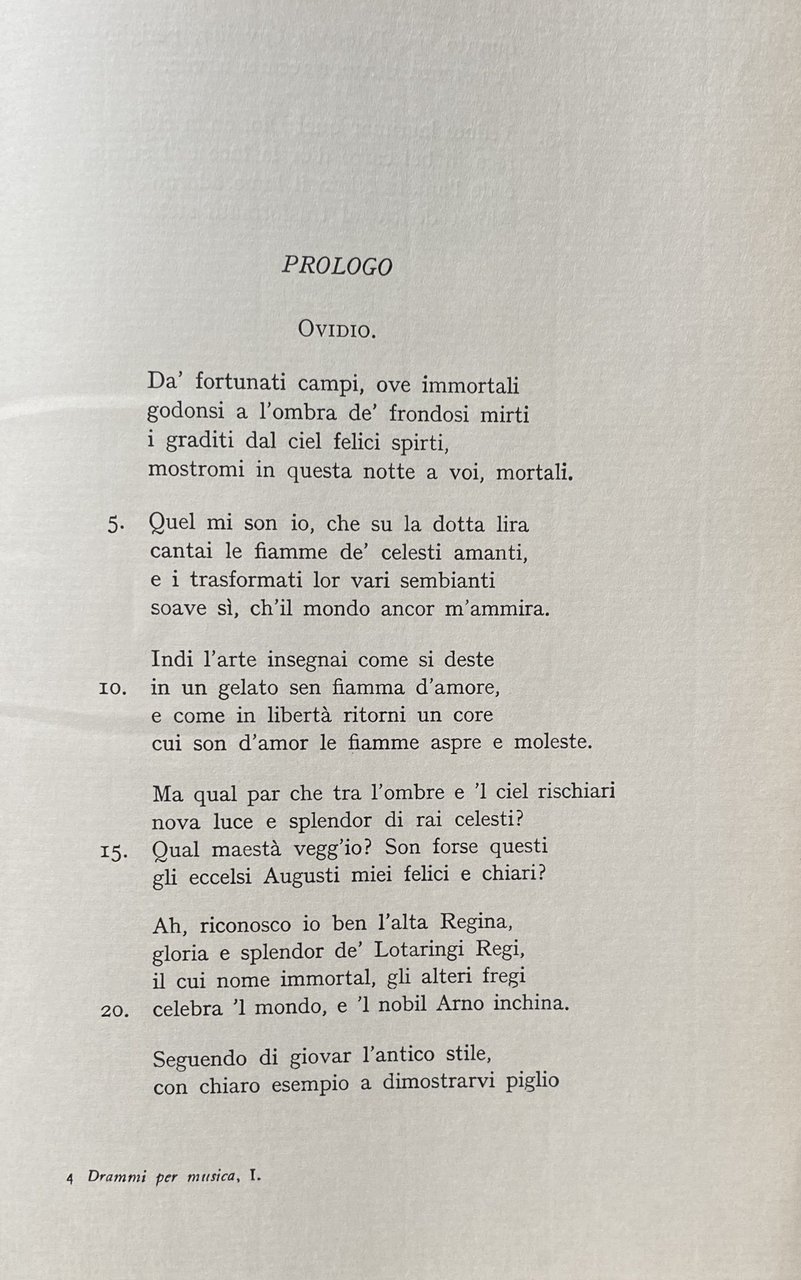 PROLOGO
OVIDIO.
Da’ fortunati campi, ove immortali
godonsi a l’ombra de’ frondosi mirti
i graditi dal ciel felici spirti,
mostromi in questa notte a voi, mortali.
5. Quel mi son io, che su la dotta lira
cantai le fiamme de’ celesti amanti,
e i trasformati lor vari sembianti
soave sì, ch’il mondo ancor m’ammira.
Indi l’arte insegnai come si deste
10. in un gelato sen fiamma d’amore,
e come in libertà ritorni un core
cui son d’amor le fiamme aspre e moleste.
Ma qual par che tra l’ombre e ’l ciel rischiari
nova luce e splendor di rai celesti?
15. Qual maestà vegg’io? Son forse questi
gli eccelsi Augusti miei felici e chiari?
Ah, riconosco io ben l’alta Regina,
gloria e splendor de’ Lotaringi Regi,
il cui nome immortal, gli alteri fregi
20. celebra ’l mondo, e ’l nobil Arno inchina.
Seguendo di giovar l’antico stile,
con chiaro esempio a dimostrarvi piglio
4 Drammi per musica, I.